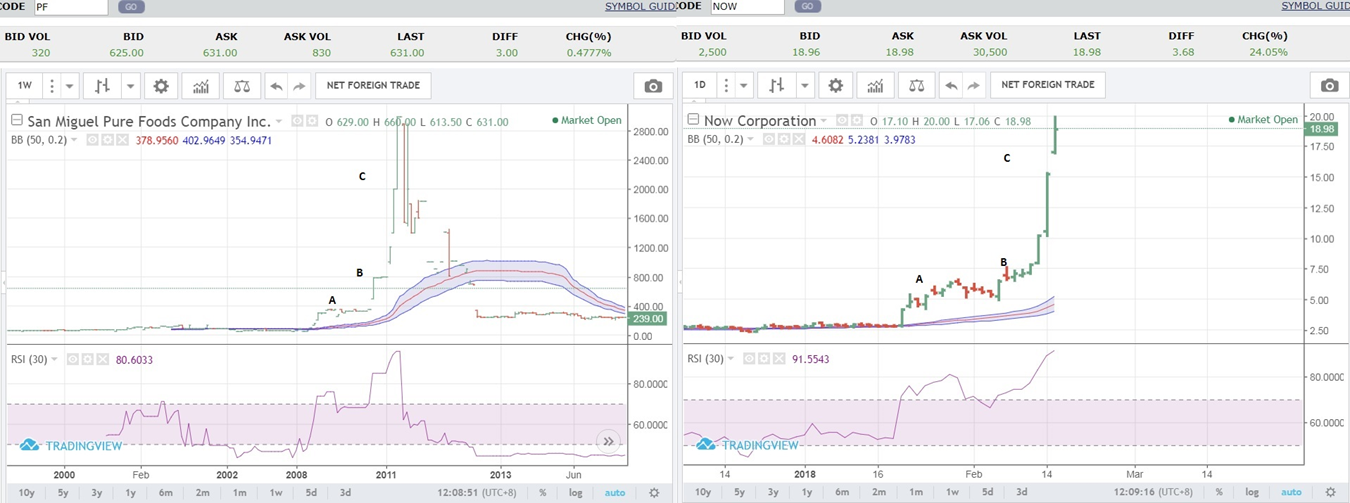 CODE PF GO SYMBOL GUID
BID VOL BID ASK ASK VOL LAST DIFF CHG(%)
320 625.00 631.00 830 631.00 3.00 0.4777%
1W NET FOREIGN TRADE
San Miguel Pure Foods Company Inc. O 629.00 H 660.00 L 613.50 C 631.00 Market Open
BB (50, 0.2) 378.9560 402.9649 354.9471
2800.00
2000.00
1600.00
1200.00
800.00
400.00
239.00
0.00
C
B
A
RSI (30) 80.6033
80.0000
60.0000
TRADINGVIEW
2000 Feb 2002 2008 2011 2013 Jun
10y 5y 3y 1y 6m 2m 1m 1w 5d 3d 12:08:51 (UTC+8) % log auto
CODE NOW GO SYMBOL GUID
BID VOL BID ASK ASK VOL LAST DIFF CHG(%)
2,500 18.96 18.98 30,500 18.98 3.68 24.05%
1D NET FOREIGN TRADE
Now Corporation O 17.10 H 20.00 L 17.06 C 18.98 Market Open
BB (50, 0.2) 4.6082 5.2381 3.9783
20.00
18.98
17.50
15.00
12.50
10.00
7.50
5.00
2.50
C
B
A
RSI (30) 91.5543
80.0000
60.0000
TRADINGVIEW
14 2018 16 Feb 14 Mar 14
10y 5y 3y 1y 6m 2m 1m 1w 5d 3d 12:09:16 (UTC+8) % log auto